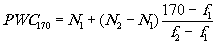 PWC₁₇₀ = N₁ + (N₂ − N₁) (170 − f₁) / (f₂ − f₁)